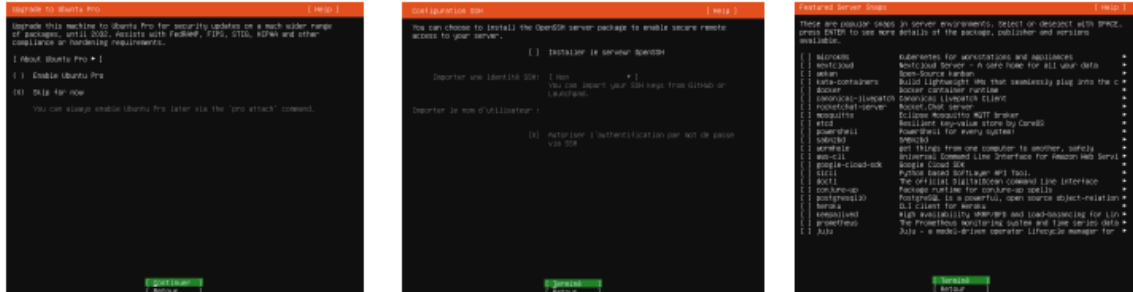 Upgrade to Ubuntu Pro [ Help ]
Upgrade this machine to Ubuntu Pro for security updates on a much wider range
of packages, until 2032. Assists with FedRAMP, FIPS, STIG, HIPAA and other
compliance or hardening requirements.
[ About Ubuntu Pro ▸ ]
( ) Enable Ubuntu Pro
(X) Skip for now
You can always enable Ubuntu Pro later via the 'pro attach' command.
[ Continuer ]
[ Retour ]
Configuration SSH [ Help ]
You can choose to install the OpenSSH server package to enable secure remote
access to your server.
[ ] Installer le serveur OpenSSH
Importer une identité SSH: [ Non ▾ ]
You can import your SSH keys from GitHub or
Launchpad.
Importer le nom d'utilisateur :
[X] Autoriser l'authentification par mot de passe
via SSH
[ Terminé ]
[ Retour ]
Featured Server Snaps [ Help ]
These are popular snaps in server environments. Select or deselect with SPACE,
press ENTER to see more details of the package, publisher and versions
available.
[ ] microk8s Kubernetes for workstations and appliances ▸
[ ] nextcloud Nextcloud Server - A safe home for all your data ▸
[ ] wekan Open-Source kanban ▸
[ ] kata-containers Build lightweight VMs that seamlessly plug into the c ▸
[ ] docker Docker container runtime ▸
[ ] canonical-livepatch Canonical Livepatch Client ▸
[ ] rocketchat-server Rocket.Chat server ▸
[ ] mosquitto Eclipse Mosquitto MQTT broker ▸
[ ] etcd Resilient key-value store by CoreOS ▸
[ ] powershell PowerShell for every system! ▸
[ ] sabnzbd SABnzbd ▸
[ ] wormhole get things from one computer to another, safely ▸
[ ] aws-cli Universal Command Line Interface for Amazon Web Servi ▸
[ ] google-cloud-sdk Google Cloud SDK ▸
[ ] slcli Python based SoftLayer API Tool. ▸
[ ] doctl The official DigitalOcean command line interface ▸
[ ] conjure-up Package runtime for conjure-up spells ▸
[ ] postgresql10 PostgreSQL is a powerful, open source object-relation ▸
[ ] heroku CLI client for Heroku ▸
[ ] keepalived High availability VRRP/BFD and load-balancing for Lin ▸
[ ] prometheus The Prometheus monitoring system and time series data ▸
[ ] juju Juju - a model-driven operator lifecycle manager for ▸
[ Terminé ]
[ Retour ]